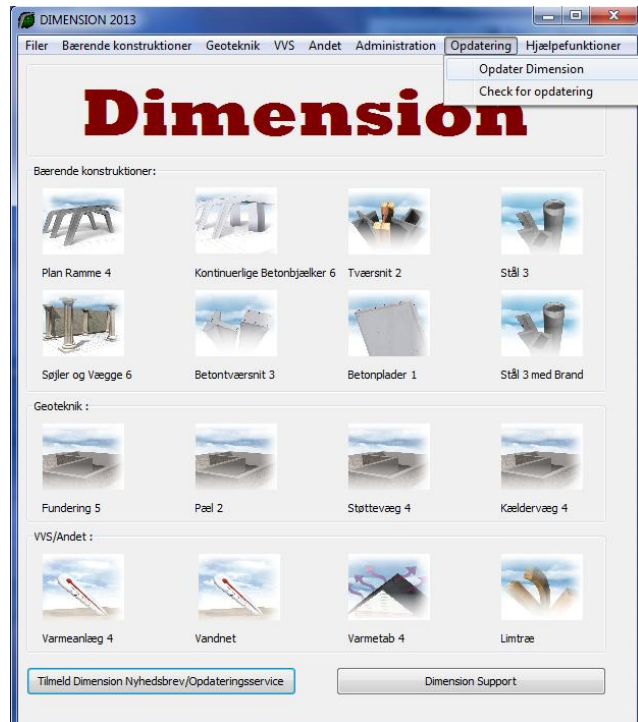 DIMENSION 2013
Filer Bærende konstruktioner Geoteknik VVS Andet Administration Opdatering Hjælpefunktioner
Opdater Dimension
Check for opdatering
Dimension
Bærende konstruktioner:
Plan Ramme 4 Kontinuerlige Betonbjælker 6 Tværsnit 2 Stål 3
Søjler og Vægge 6 Betontværsnit 3 Betonplader 1 Stål 3 med Brand
Geoteknik :
Fundering 5 Pæl 2 Støttevæg 4 Kældervæg 4
VVS/Andet :
Varmeanlæg 4 Vandnet Varmetab 4 Limtræ
Tilmeld Dimension Nyhedsbrev/Opdateringsservice Dimension Support